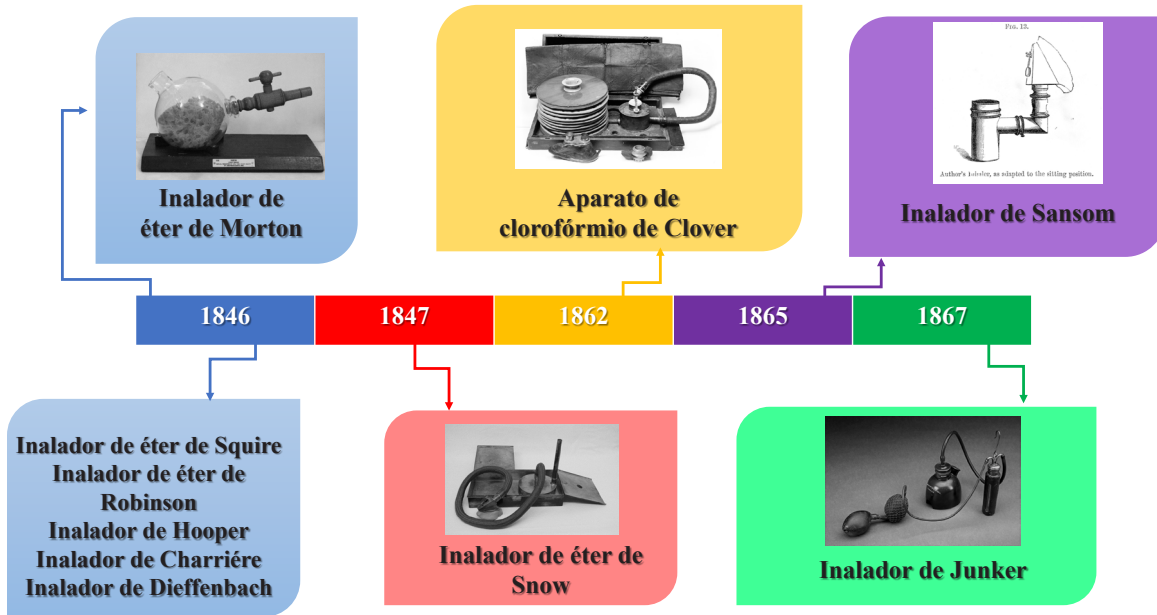 Inalador de
éter de Morton
Aparato de
clorofórmio de Clover
FIG. 13.
Author's Inhaler, as adapted to the sitting position.
Inalador de Sansom
1846
1847
1862
1865
1867
Inalador de éter de Squire
Inalador de éter de
Robinson
Inalador de Hooper
Inalador de Charriére
Inalador de Dieffenbach
Inalador de éter de
Snow
Inalador de Junker